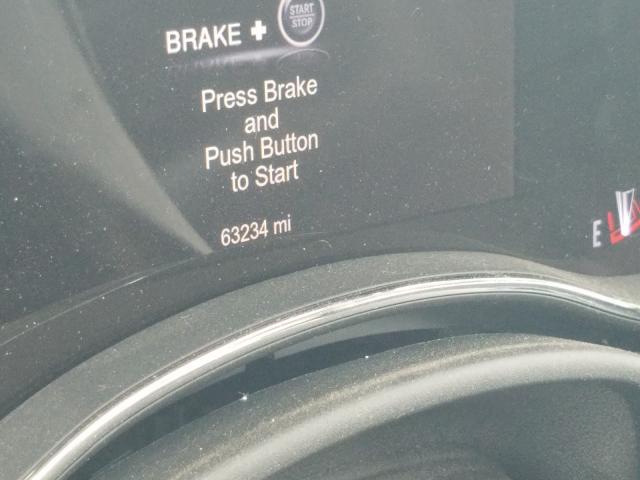 START
STOP
BRAKE +
Press Brake
and
Push Button
to Start
63234 mi
E